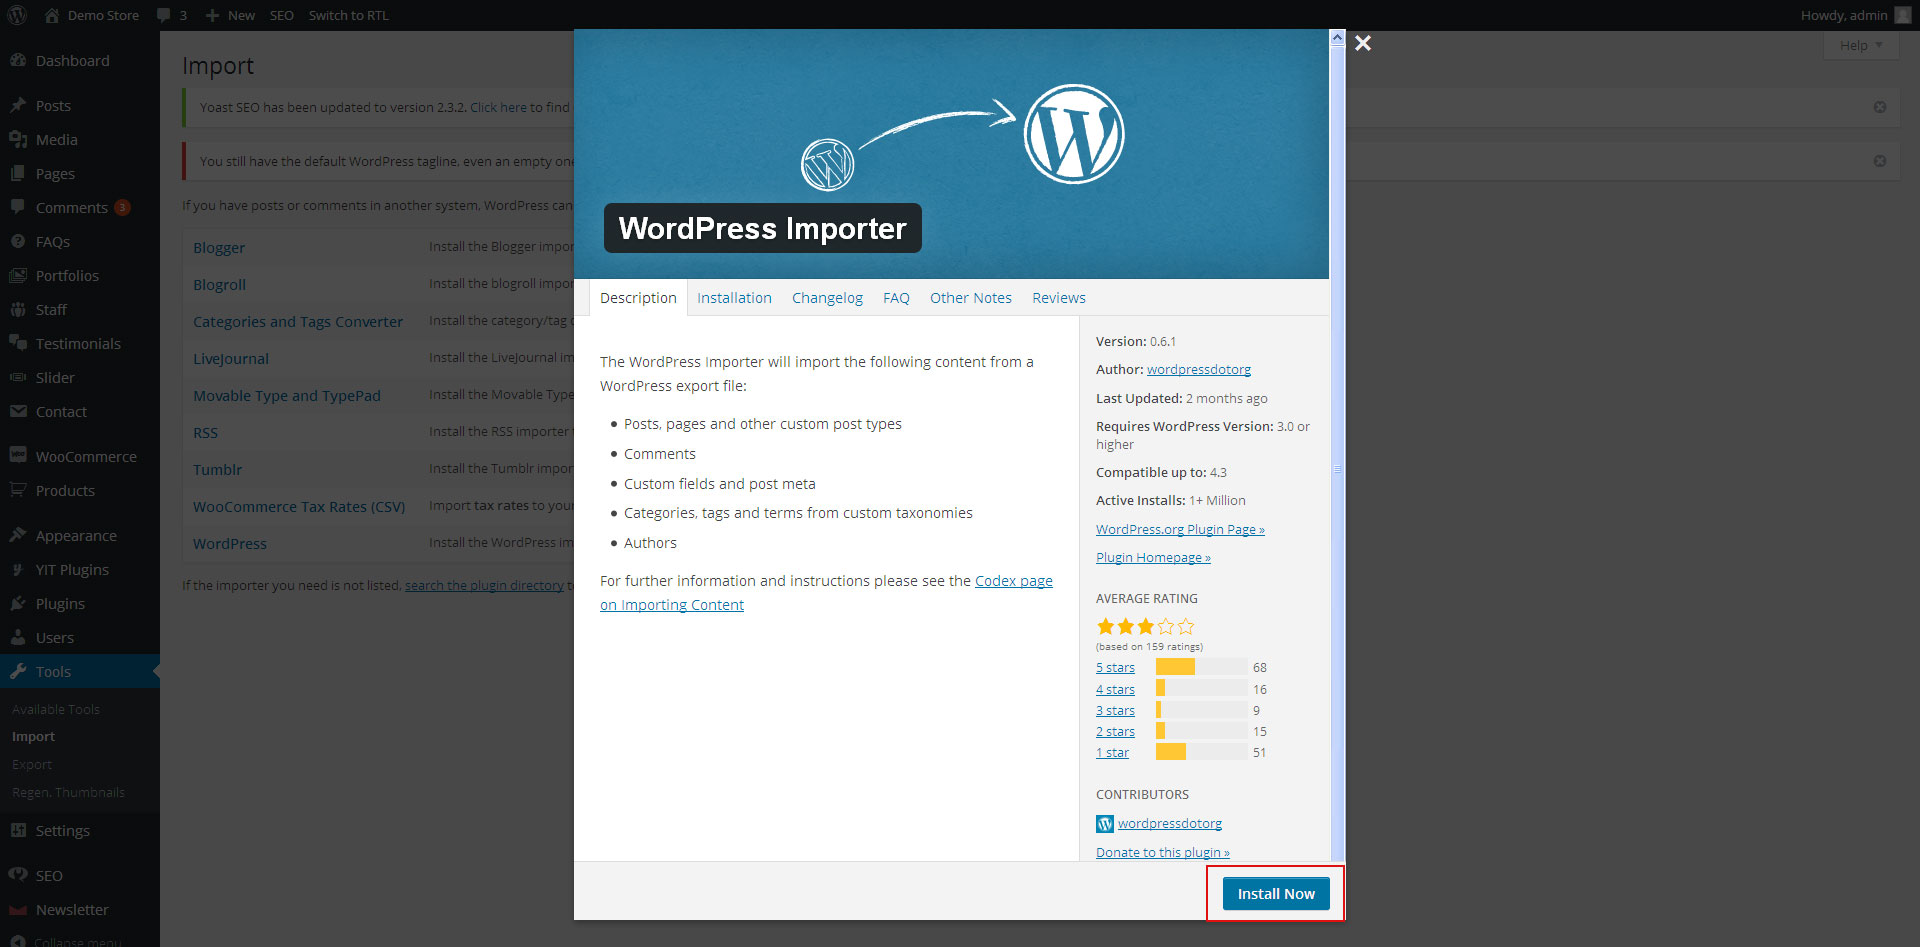 Demo Store
3
New
SEO
Switch to RTL
Howdy, admin
Dashboard
Posts
Media
Pages
Comments 3
FAQs
Portfolios
Staff
Testimonials
Slider
Contact
WooCommerce
Products
Appearance
YIT Plugins
Plugins
Users
Tools
Available Tools
Import
Export
Regen. Thumbnails
Settings
SEO
Newsletter
Collapse menu
Help
Import
Yoast SEO has been updated to version 2.3.2. Click here to find
You still have the default WordPress tagline, even an empty one
If you have posts or comments in another system, WordPress can
Blogger Install the Blogger impor
Blogroll Install the blogroll impor
Categories and Tags Converter Install the category/tag c
LiveJournal Install the LiveJournal im
Movable Type and TypePad Install the Movable Type
RSS Install the RSS importer
Tumblr Install the Tumblr impor
WooCommerce Tax Rates (CSV) Import tax rates to your
WordPress Install the WordPress im
If the importer you need is not listed, search the plugin directory
WordPress Importer
Description Installation Changelog FAQ Other Notes Reviews
The WordPress Importer will import the following content from a
WordPress export file:
Posts, pages and other custom post types
Comments
Custom fields and post meta
Categories, tags and terms from custom taxonomies
Authors
For further information and instructions please see the Codex page
on Importing Content
Version: 0.6.1
Author: wordpressdotorg
Last Updated: 2 months ago
Requires WordPress Version: 3.0 or
higher
Compatible up to: 4.3
Active Installs: 1+ Million
WordPress.org Plugin Page »
Plugin Homepage »
AVERAGE RATING
(based on 159 ratings)
5 stars 68
4 stars 16
3 stars 9
2 stars 15
1 star 51
CONTRIBUTORS
wordpressdotorg
Donate to this plugin »
Install Now